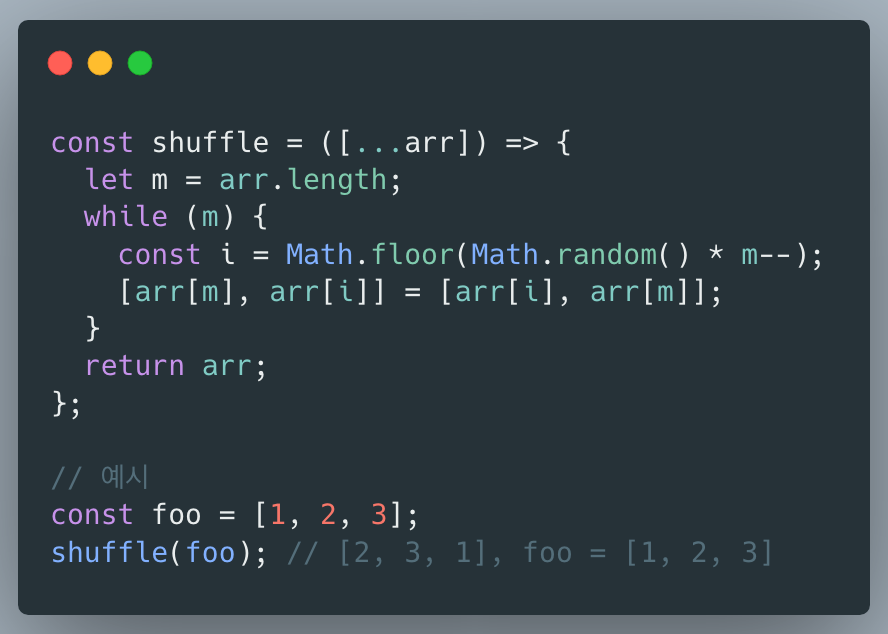 const shuffle = ([...arr]) => {
  let m = arr.length;
  while (m) {
    const i = Math.floor(Math.random() * m--);
    [arr[m], arr[i]] = [arr[i], arr[m]];
  }
  return arr;
};

// 예시
const foo = [1, 2, 3];
shuffle(foo); // [2, 3, 1], foo = [1, 2, 3]